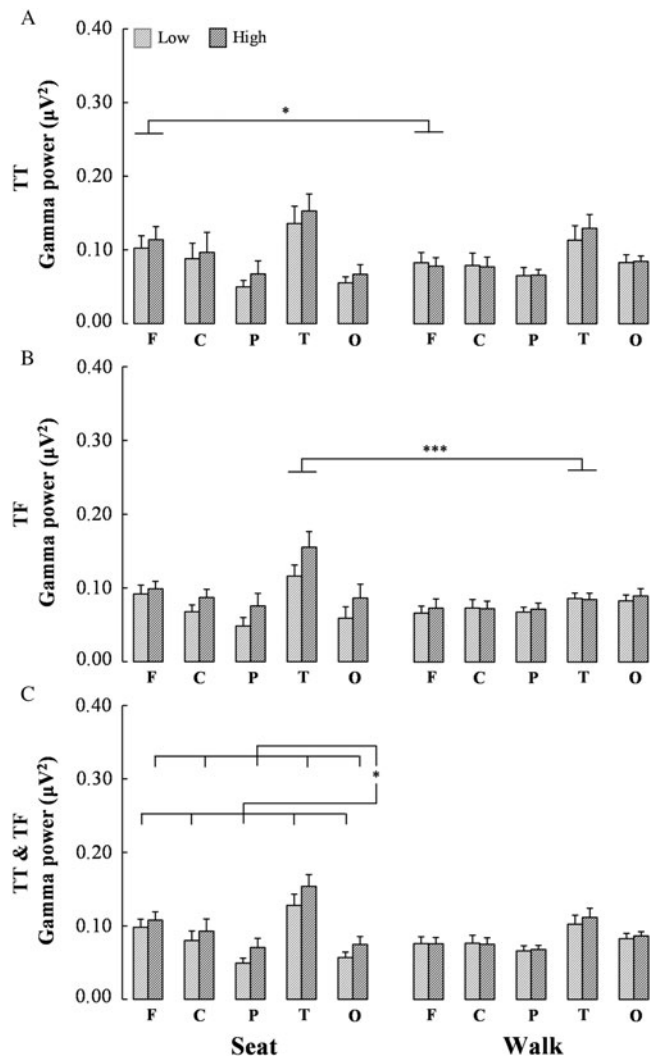 A
0.40
Low High
0.30
*
TT
Gamma power (μV²)
0.20
0.10
0.00
F C P T O F C P T O
B
0.40
0.30
***
TF
Gamma power (μV²)
0.20
0.10
0.00
F C P T O F C P T O
C
0.40
0.30
*
TT & TF
Gamma power (μV²)
0.20
0.10
0.00
F C P T O F C P T O
Seat Walk